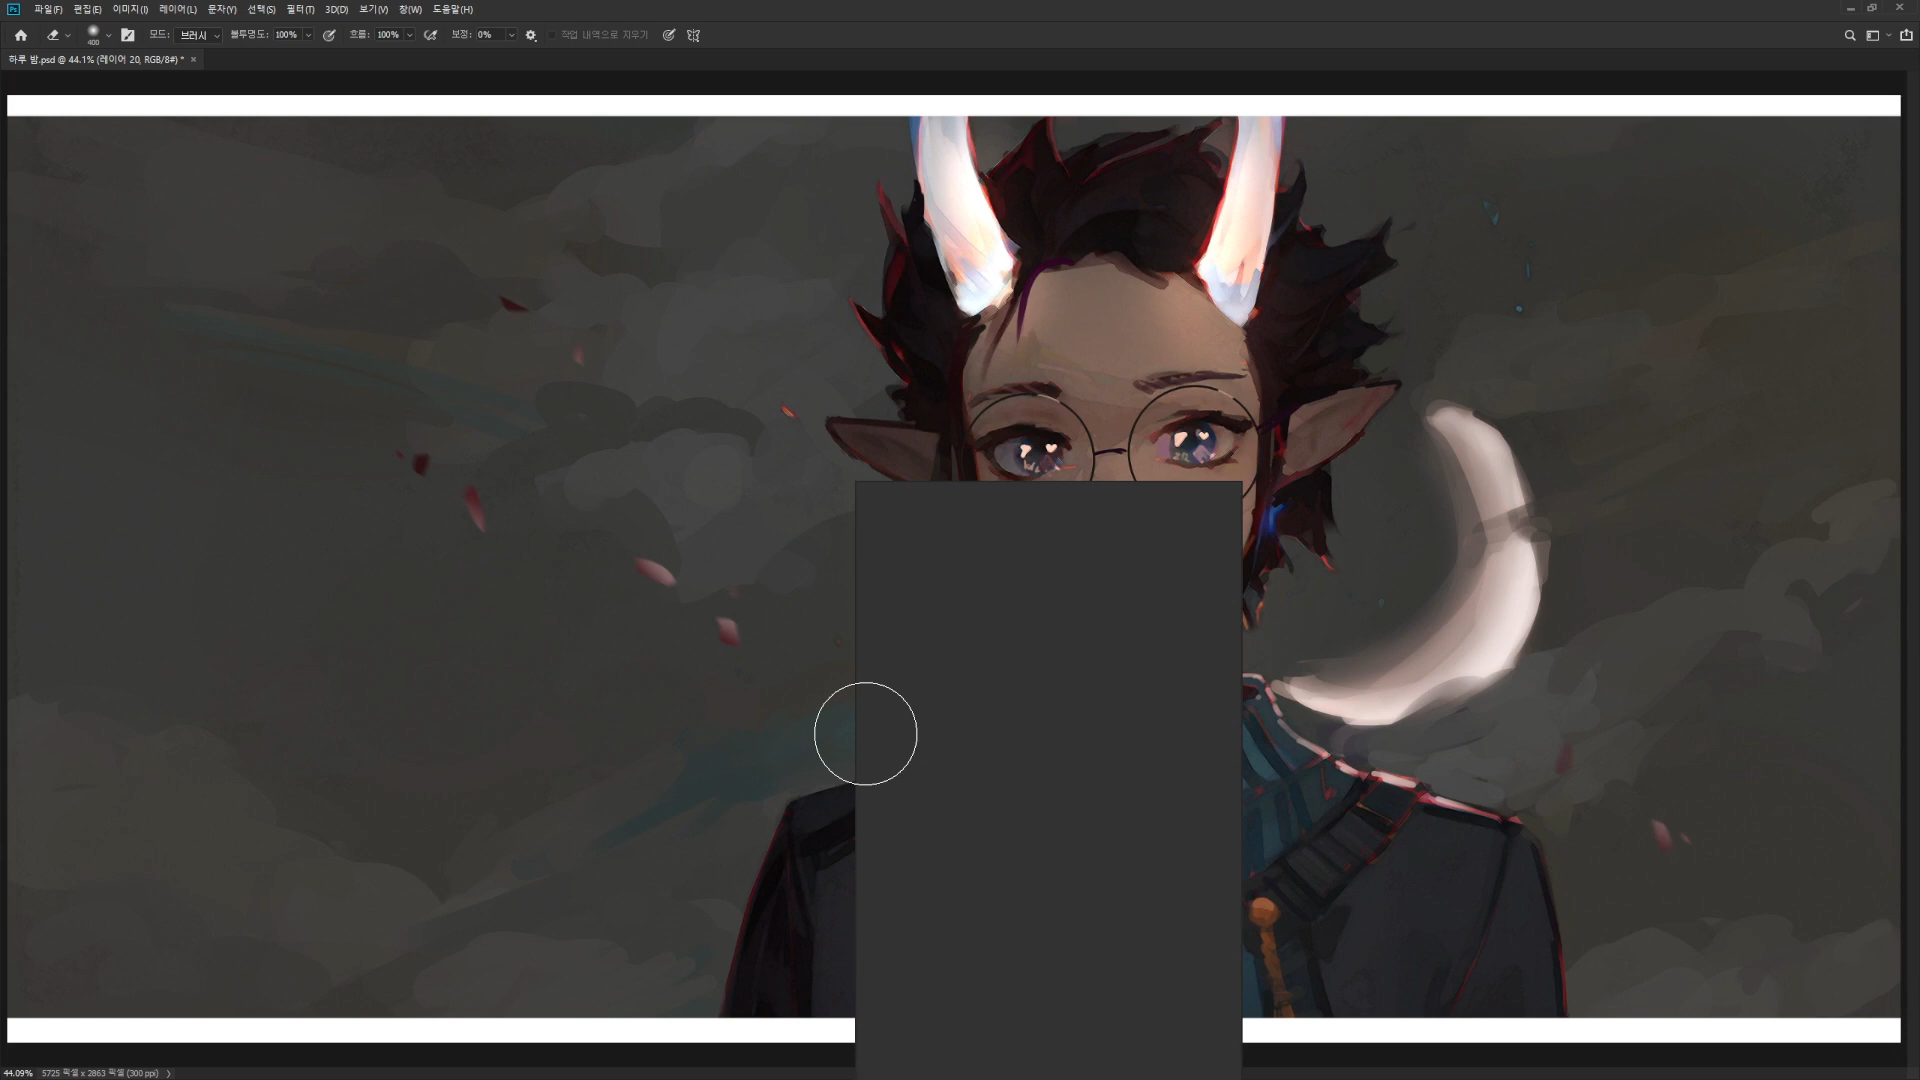 Ps 파일(F) 편집(E) 이미지(I) 레이어(L) 문자(Y) 선택(S) 필터(T) 3D(D) 보기(V) 창(W) 도움말(H)
400 모드: 브러시 불투명도: 100% 흐름: 100% 보정: 0% 작업 내역으로 지우기
하루 밤.psd @ 44.1% (레이어 20, RGB/8#) *
44.09% 5725 픽셀 x 2863 픽셀 (300 ppi)